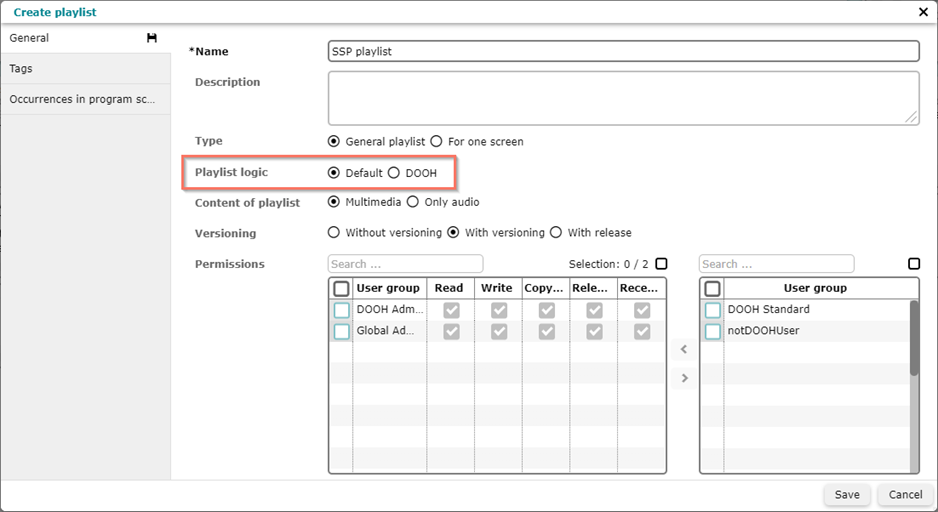 Create playlist
General
Tags
Occurrences in program sc...
*Name SSP playlist
Description
Type General playlist For one screen
Playlist logic Default DOOH
Content of playlist Multimedia Only audio
Versioning Without versioning With versioning With release
Permissions Search ... Selection: 0 / 2 Search ...
User group Read Write Copy... Rele... Rece... User group
DOOH Adm... DOOH Standard
Global Ad... notDOOHUser
Save Cancel